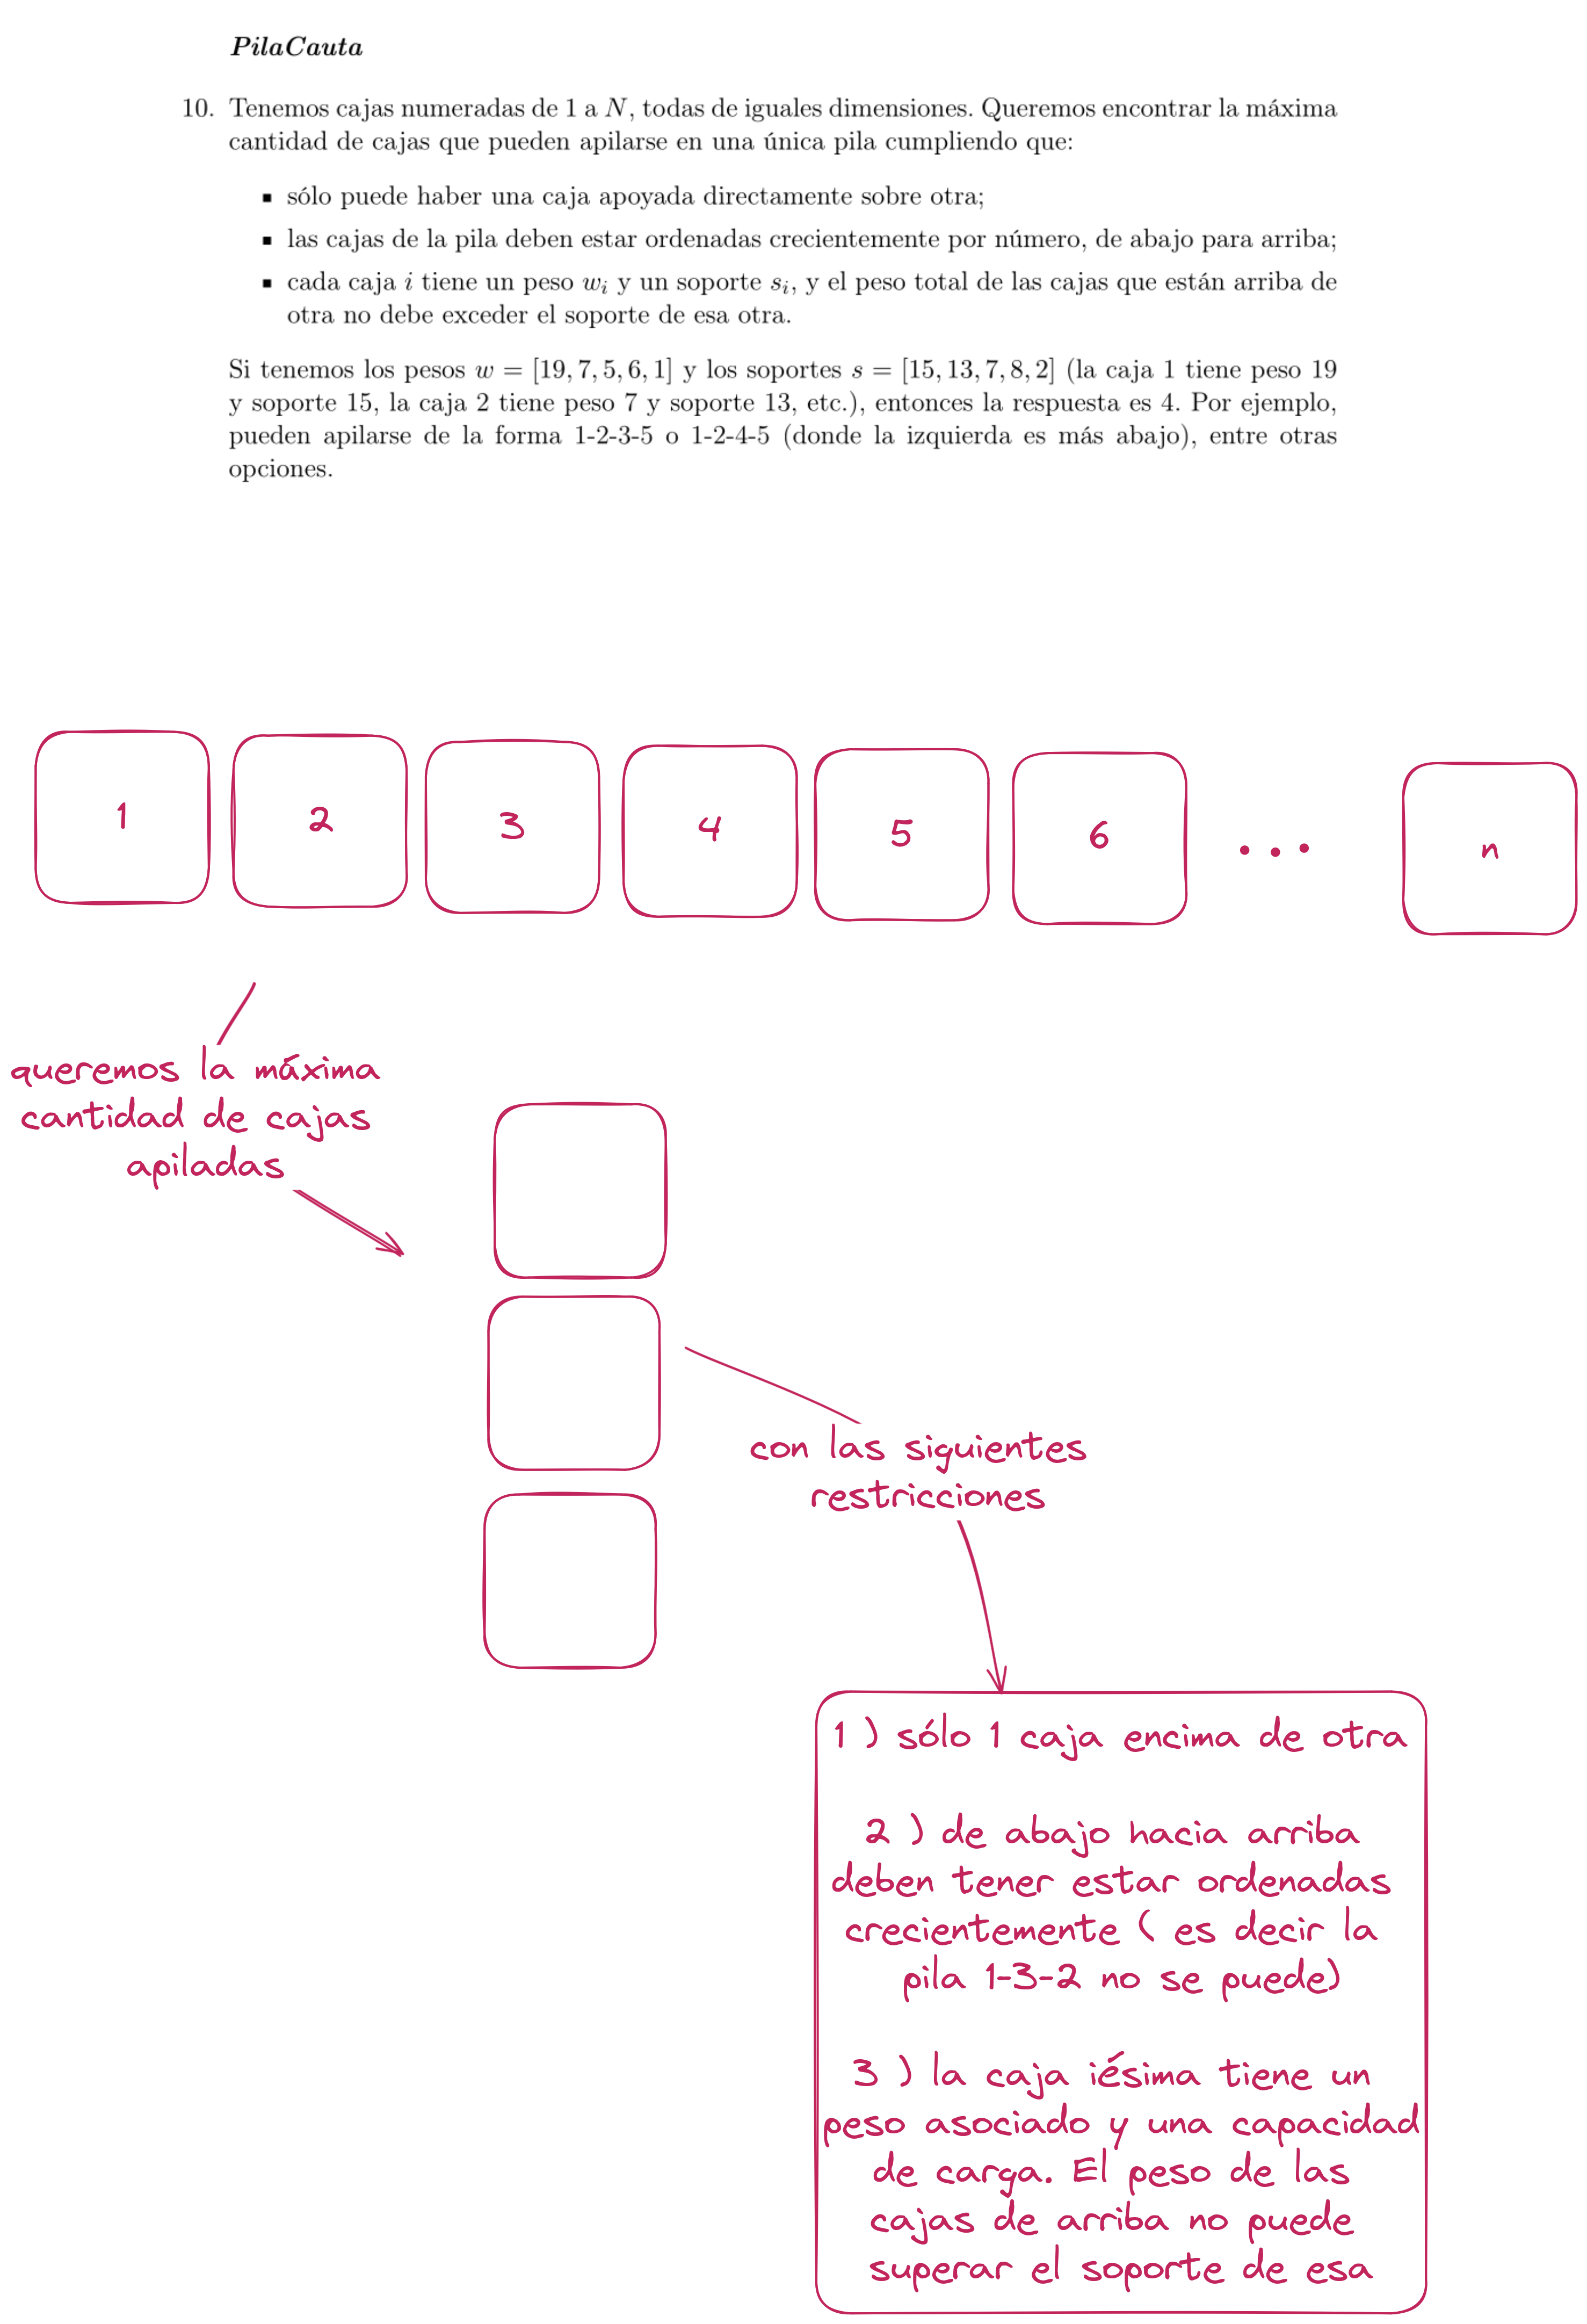 PilaCauta
10. Tenemos cajas numeradas de 1 a N, todas de iguales dimensiones. Queremos encontrar la máxima
cantidad de cajas que pueden apilarse en una única pila cumpliendo que:
▪ sólo puede haber una caja apoyada directamente sobre otra;
▪ las cajas de la pila deben estar ordenadas crecientemente por número, de abajo para arriba;
▪ cada caja i tiene un peso wᵢ y un soporte sᵢ, y el peso total de las cajas que están arriba de
otra no debe exceder el soporte de esa otra.
Si tenemos los pesos w = [19, 7, 5, 6, 1] y los soportes s = [15, 13, 7, 8, 2] (la caja 1 tiene peso 19
y soporte 15, la caja 2 tiene peso 7 y soporte 13, etc.), entonces la respuesta es 4. Por ejemplo,
pueden apilarse de la forma 1-2-3-5 o 1-2-4-5 (donde la izquierda es más abajo), entre otras
opciones.
1 2 3 4 5 6 ... n
queremos la máxima
cantidad de cajas
apiladas
con las siguientes
restricciones
1 ) sólo 1 caja encima de otra
2 ) de abajo hacia arriba
deben tener estar ordenadas
crecientemente ( es decir la
pila 1-3-2 no se puede)
3 ) la caja iésima tiene un
peso asociado y una capacidad
de carga. El peso de las
cajas de arriba no puede
superar el soporte de esa